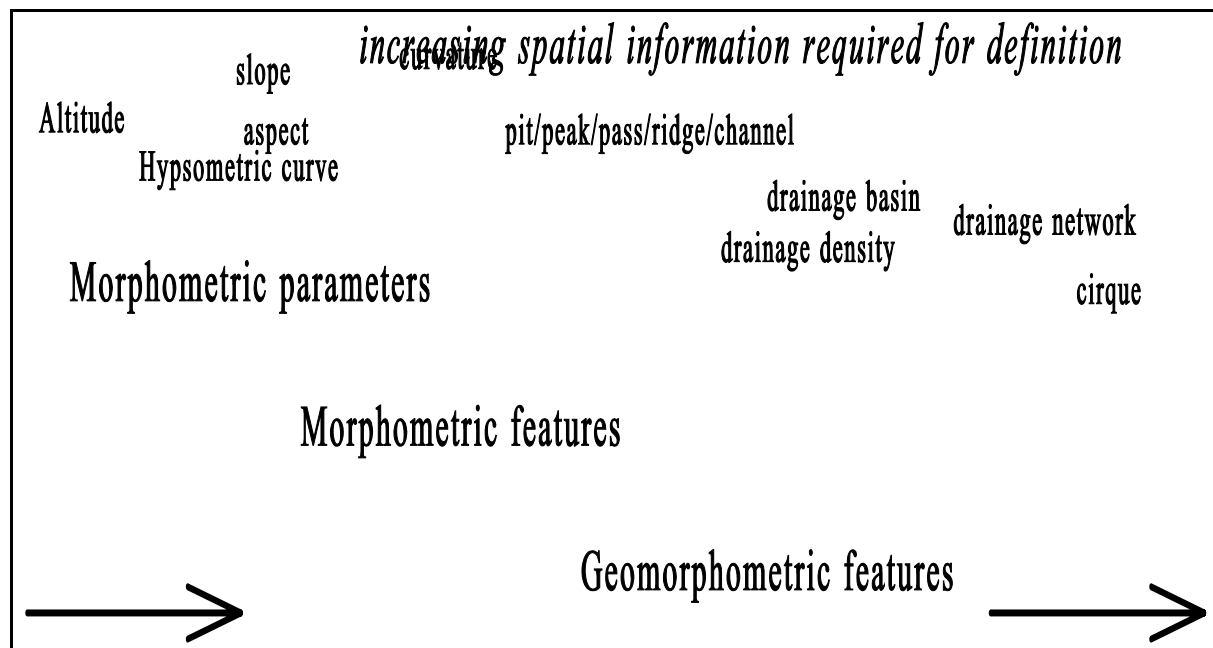 increasing spatial information required for definition
curvature
slope
Altitude
aspect
pit/peak/pass/ridge/channel
Hypsometric curve
drainage basin
drainage network
drainage density
Morphometric parameters
cirque
Morphometric features
Geomorphometric features